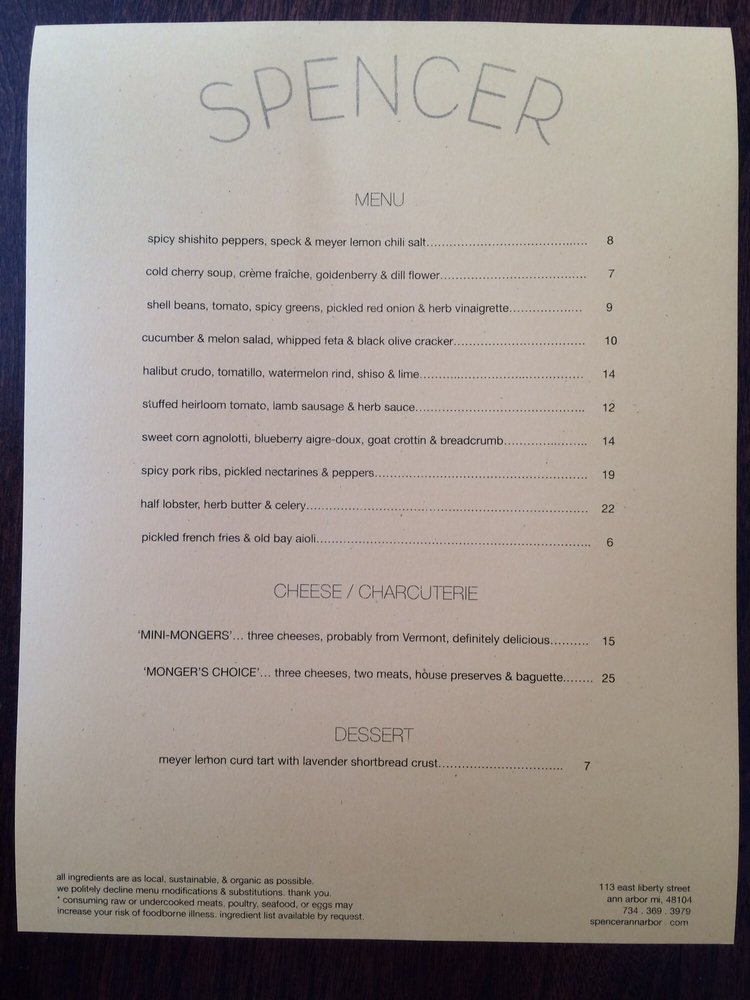 SPENCER
MENU
spicy shishito peppers, speck & meyer lemon chili salt.......................................... 8
cold cherry soup, crème fraîche, goldenberry & dill flower...................................... 7
shell beans, tomato, spicy greens, pickled red onion & herb vinaigrette................... 9
cucumber & melon salad, whipped feta & black olive cracker.................................. 10
halibut crudo, tomatillo, watermelon rind, shiso & lime........................................... 14
stuffed heirloom tomato, lamb sausage & herb sauce............................................. 12
sweet corn agnolotti, blueberry aigre-doux, goat crottin & breadcrumb...................... 14
spicy pork ribs, pickled nectarines & peppers........................................................ 19
half lobster, herb butter & celery........................................................................... 22
pickled french fries & old bay aioli......................................................................... 6
CHEESE / CHARCUTERIE
‘MINI-MONGERS’... three cheeses, probably from Vermont, definitely delicious.......... 15
‘MONGER’S CHOICE’... three cheeses, two meats, house preserves & baguette........ 25
DESSERT
meyer lemon curd tart with lavender shortbread crust................................. 7
all ingredients are as local, sustainable, & organic as possible.
we politely decline menu modifications & substitutions. thank you.
* consuming raw or undercooked meats, poultry, seafood, or eggs may
increase your risk of foodborne illness. ingredient list available by request.
113 east liberty street
ann arbor mi, 48104
734 . 369 . 3979
spencerannarbor . com